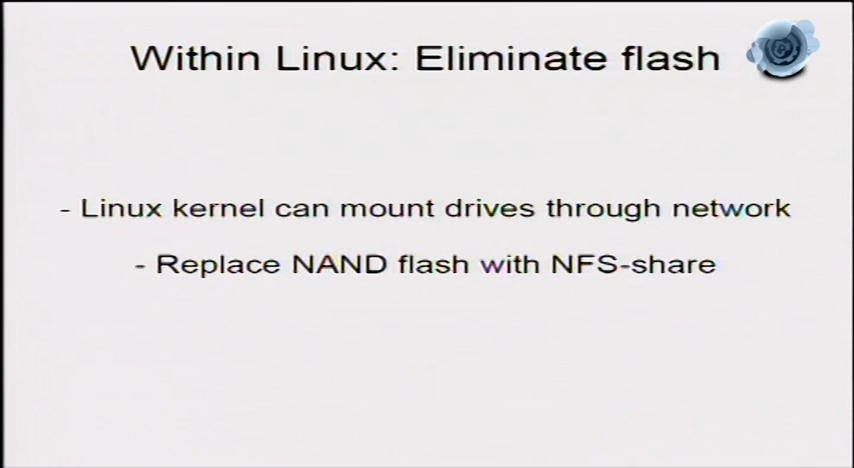 Within Linux: Eliminate flash
- Linux kernel can mount drives through network
- Replace NAND flash with NFS-share